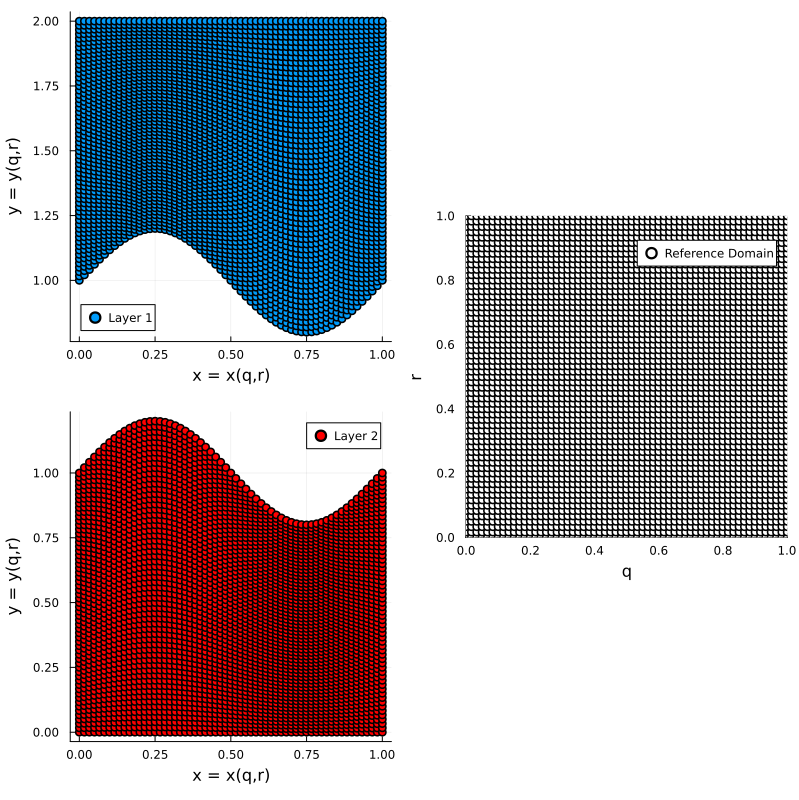 2.00
1.75
1.50
1.25
1.00
y = y(q,r)
Layer 1
0.00 0.25 0.50 0.75 1.00
x = x(q,r)
Layer 2
1.00
0.75
0.50
0.25
0.00
y = y(q,r)
0.00 0.25 0.50 0.75 1.00
x = x(q,r)
1.0
Reference Domain
0.8
0.6
0.4
0.2
0.0
r
0.0 0.2 0.4 0.6 0.8 1.0
q